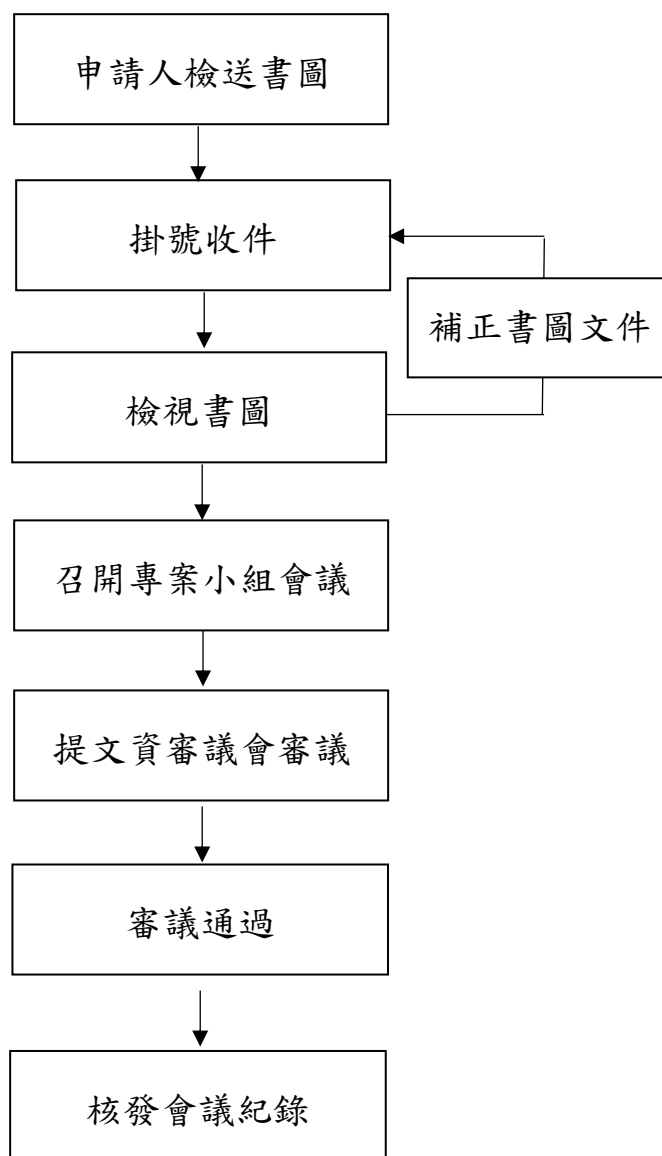 申請人檢送書圖
掛號收件
補正書圖文件
檢視書圖
召開專案小組會議
提文資審議會審議
審議通過
核發會議紀錄